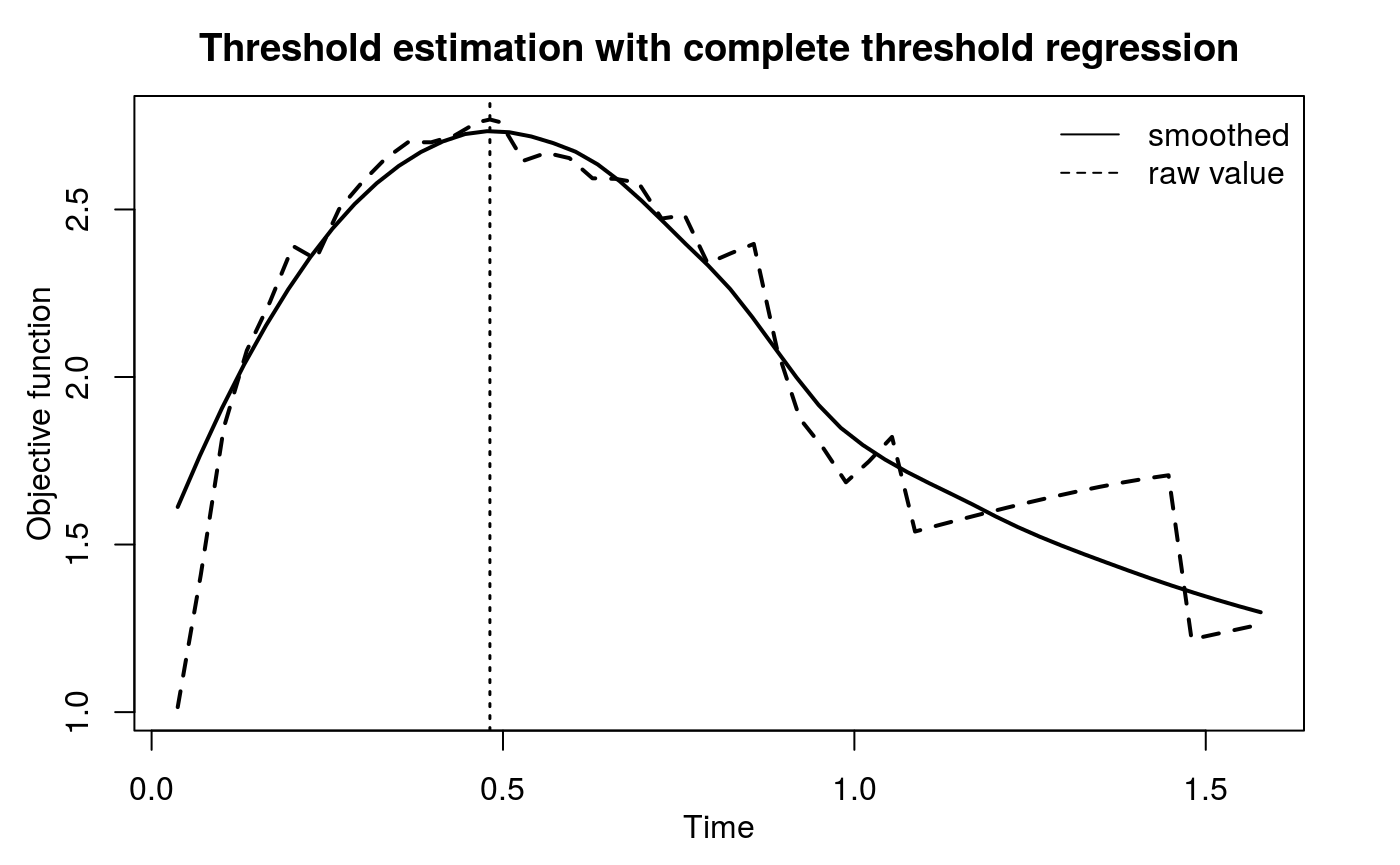 Threshold estimation with complete threshold regression
smoothed
raw value
Objective function
2.5
2.0
1.5
1.0
0.0 0.5 1.0 1.5
Time